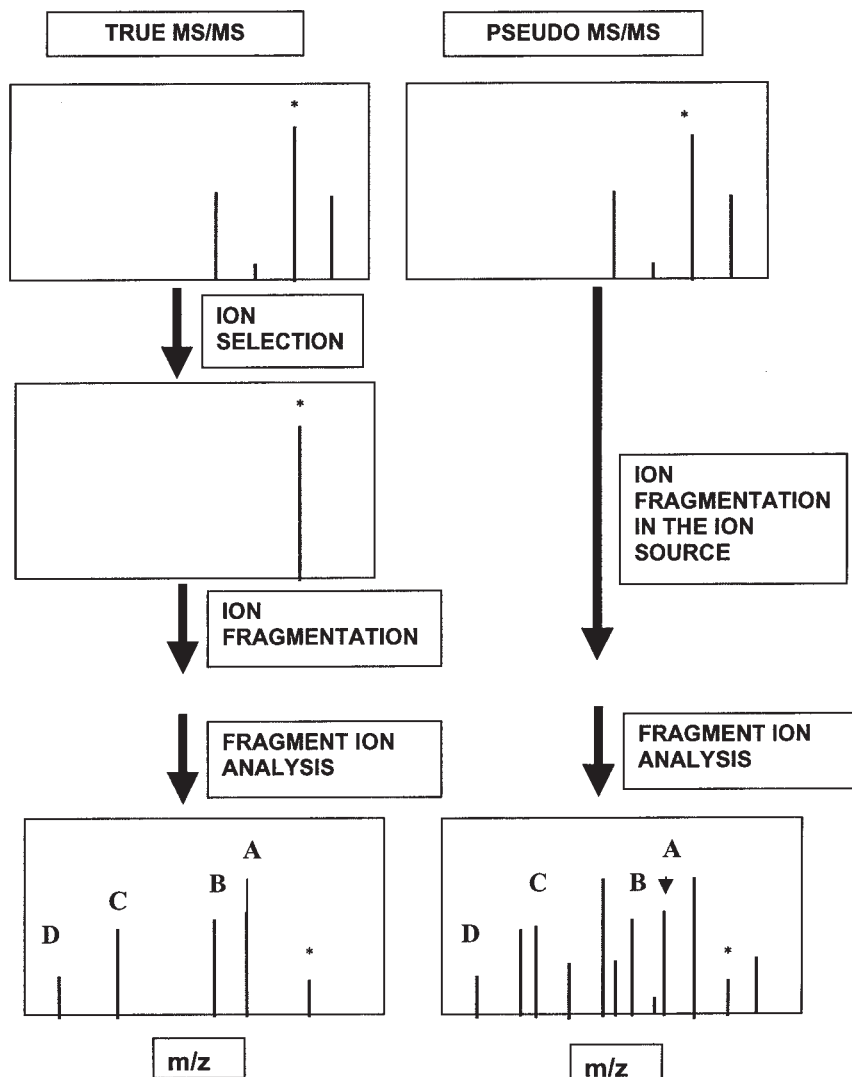 TRUE MS/MS
PSEUDO MS/MS
*
*
ION
SELECTION
*
ION
FRAGMENTATION
IN THE ION
SOURCE
ION
FRAGMENTATION
FRAGMENT ION
ANALYSIS
FRAGMENT ION
ANALYSIS
A
B
C
D
*
A
B
C
D
*
m/z
m/z